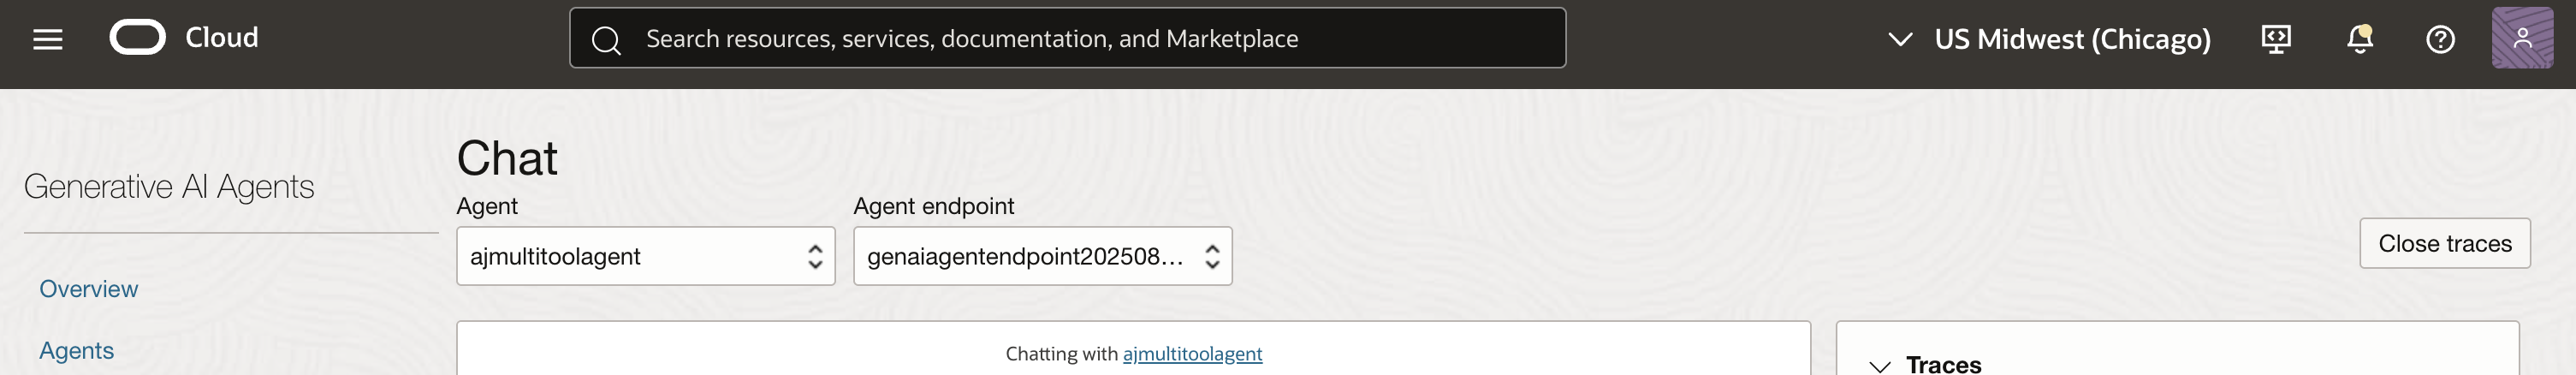 Cloud
Search resources, services, documentation, and Marketplace
US Midwest (Chicago)
Generative AI Agents
Overview
Agents
Chat
Agent
Agent endpoint
ajmultitoolagent
genaiagentendpoint202508...
Close traces
Chatting with ajmultitoolagent
Traces